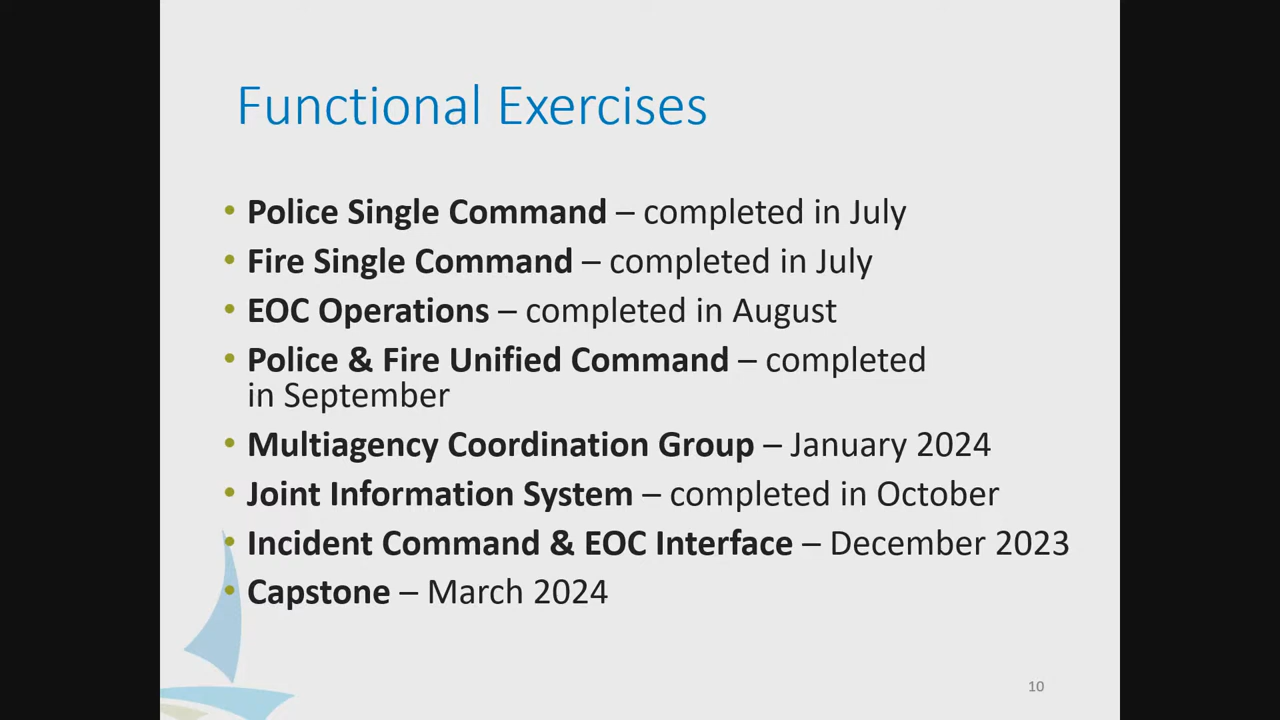 Functional Exercises
• Police Single Command – completed in July
• Fire Single Command – completed in July
• EOC Operations – completed in August
• Police & Fire Unified Command – completed
in September
• Multiagency Coordination Group – January 2024
• Joint Information System – completed in October
• Incident Command & EOC Interface – December 2023
• Capstone – March 2024
10